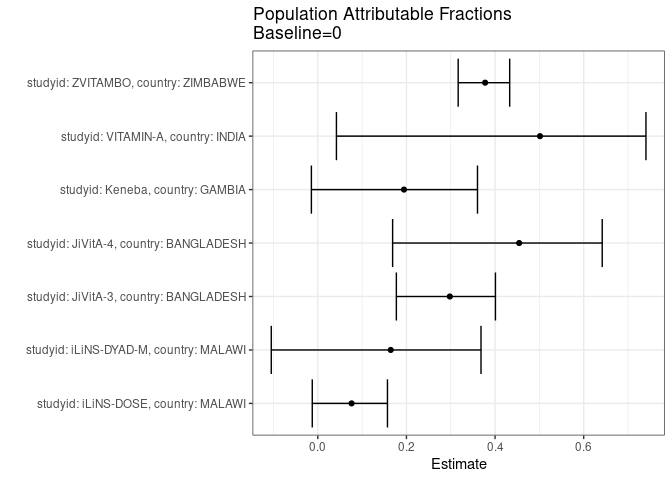 Population Attributable Fractions
Baseline=0
studyid: ZVITAMBO, country: ZIMBABWE
studyid: VITAMIN-A, country: INDIA
studyid: Keneba, country: GAMBIA
studyid: JiVitA-4, country: BANGLADESH
studyid: JiVitA-3, country: BANGLADESH
studyid: iLiNS-DYAD-M, country: MALAWI
studyid: iLiNS-DOSE, country: MALAWI
0.0 0.2 0.4 0.6
Estimate